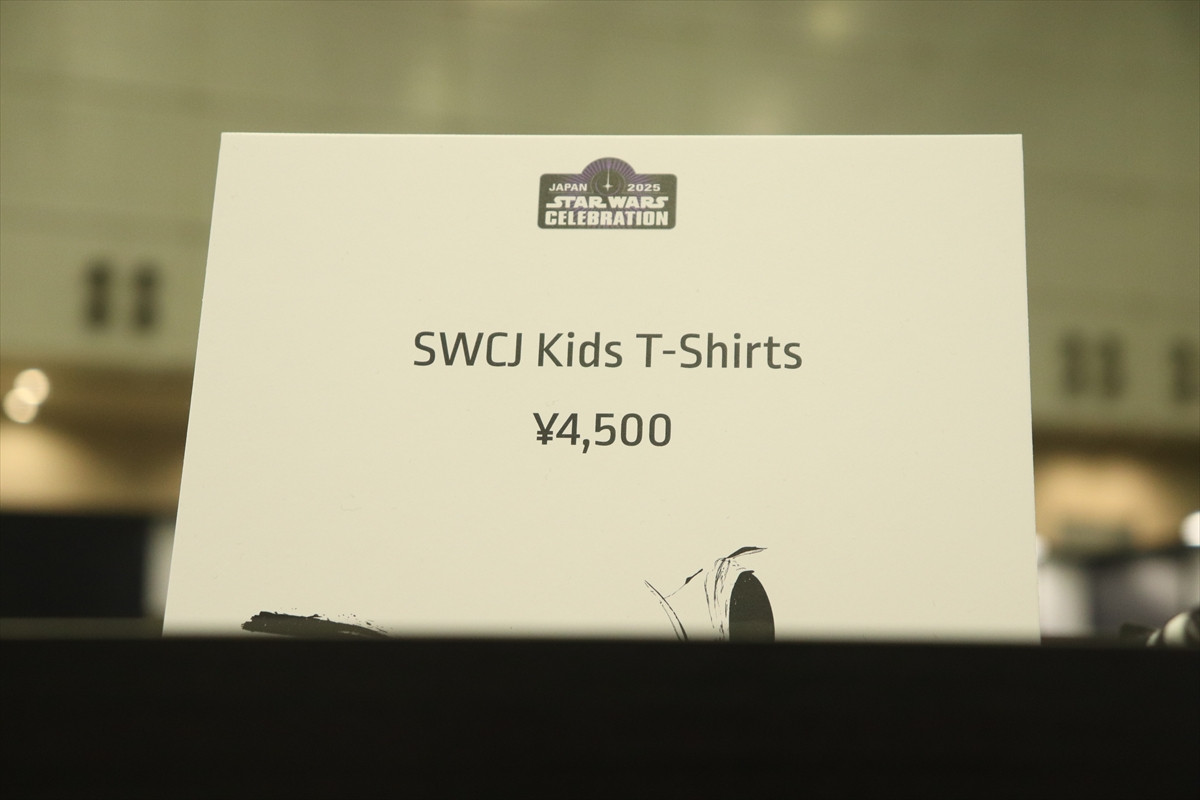 JAPAN 2025
STAR WARS
CELEBRATION
SWCJ Kids T-Shirts
¥4,500